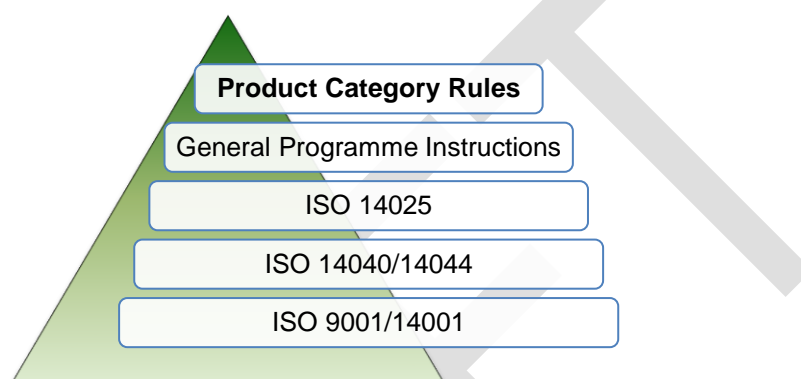 Product Category Rules
General Programme Instructions
ISO 14025
ISO 14040/14044
ISO 9001/14001